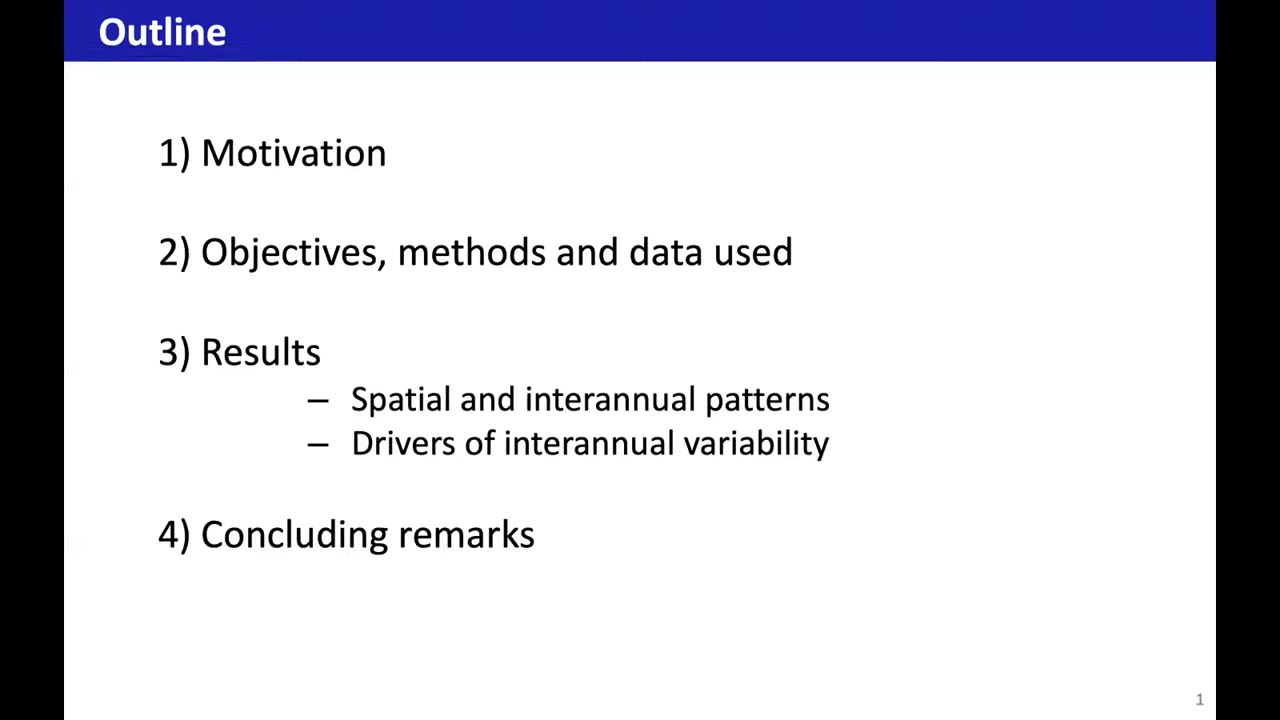 Outline
1) Motivation
2) Objectives, methods and data used
3) Results
– Spatial and interannual patterns
– Drivers of interannual variability
4) Concluding remarks
1